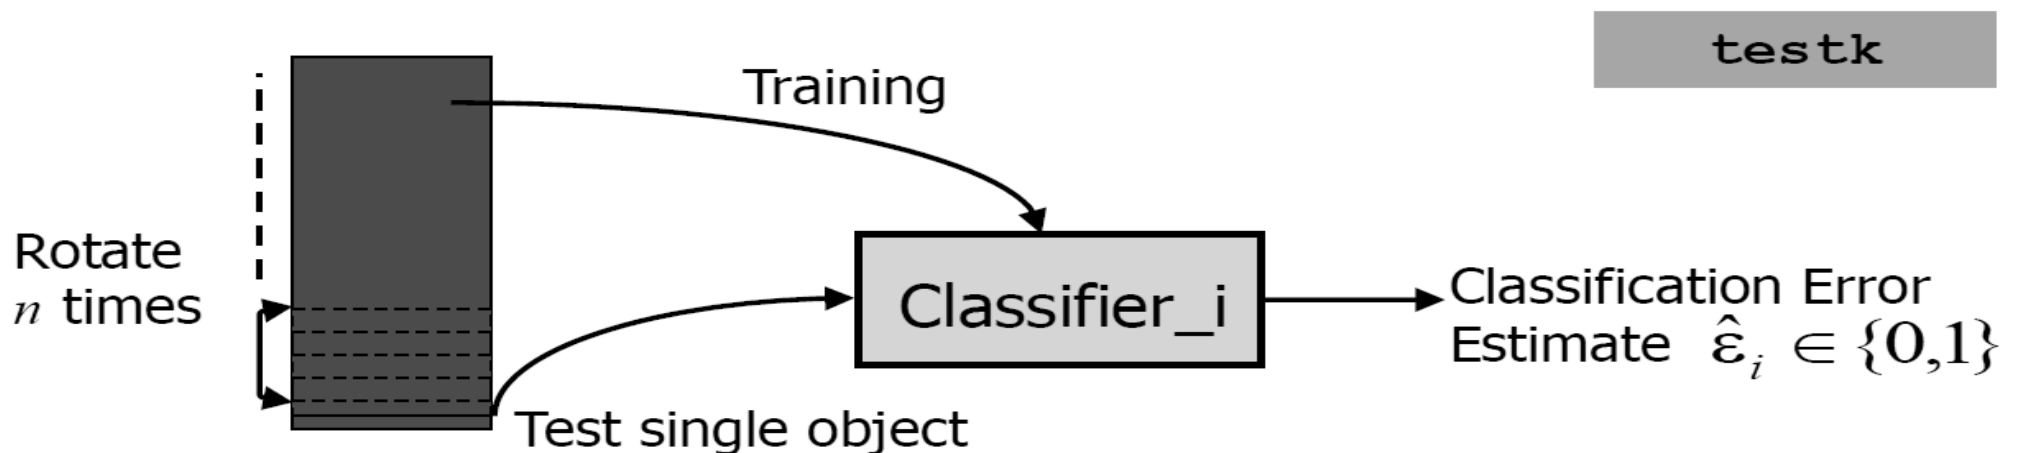 testk
Training
Rotate
n times
Classifier_i
Classification Error
Estimate ε̂ᵢ ∈ {0,1}
Test single object